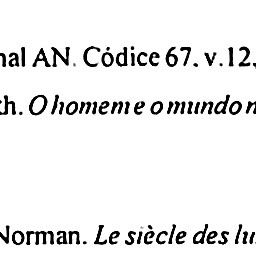 nal AN. Códice 67. v.12,
th. O homem e o mundo n
Norman. Le siècle des lu